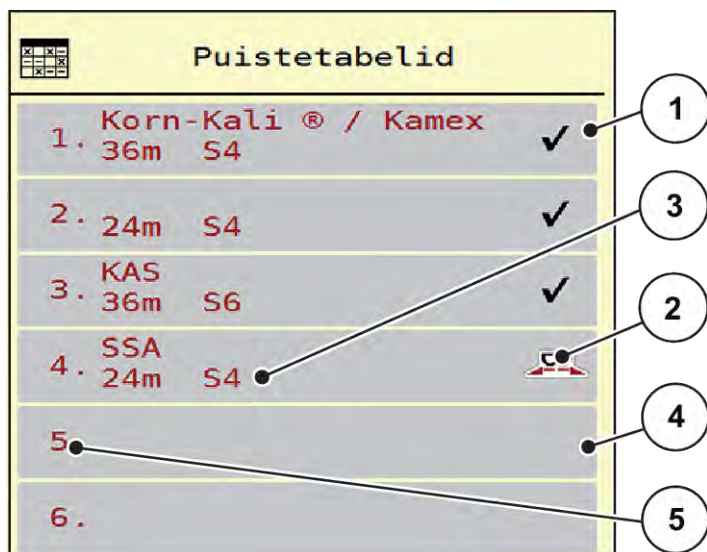 Puistetabelid
1. Korn-Kali ® / Kamex
36m S4
2. 24m S4
3. KAS
36m S6
4. SSA
24m S4
5.
6.
1
3
2
4
5